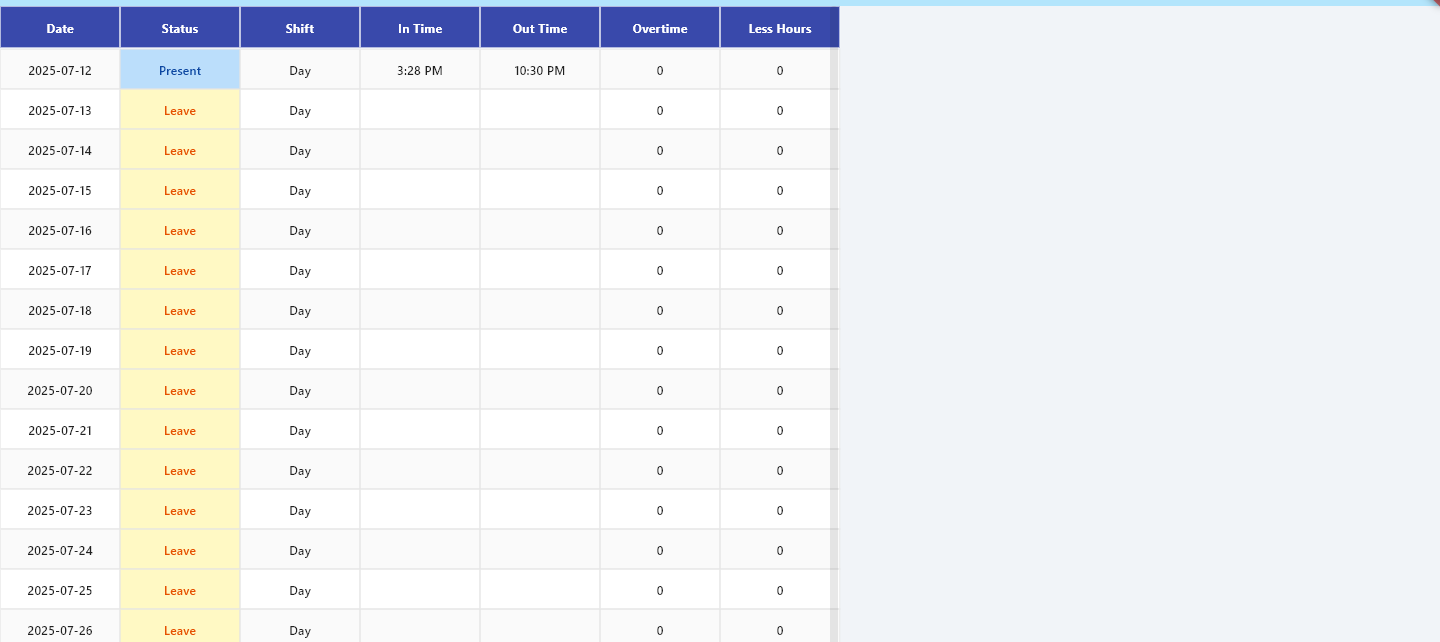 Date Status Shift In Time Out Time Overtime Less Hours
2025-07-12 Present Day 3:28 PM 10:30 PM 0 0
2025-07-13 Leave Day 0 0
2025-07-14 Leave Day 0 0
2025-07-15 Leave Day 0 0
2025-07-16 Leave Day 0 0
2025-07-17 Leave Day 0 0
2025-07-18 Leave Day 0 0
2025-07-19 Leave Day 0 0
2025-07-20 Leave Day 0 0
2025-07-21 Leave Day 0 0
2025-07-22 Leave Day 0 0
2025-07-23 Leave Day 0 0
2025-07-24 Leave Day 0 0
2025-07-25 Leave Day 0 0
2025-07-26 Leave Day 0 0